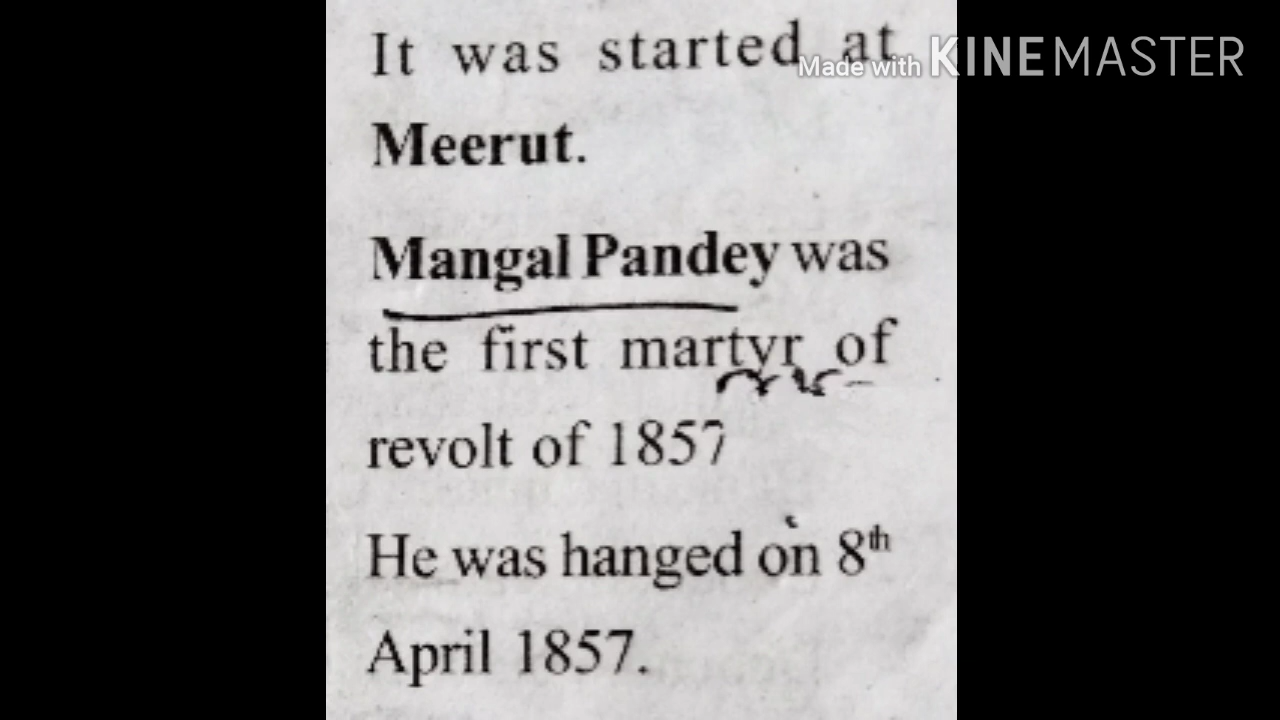 It was started at
Made with KINEMASTER
Meerut.
Mangal Pandey was
the first martyr of
revolt of 1857
He was hanged on 8th
April 1857.